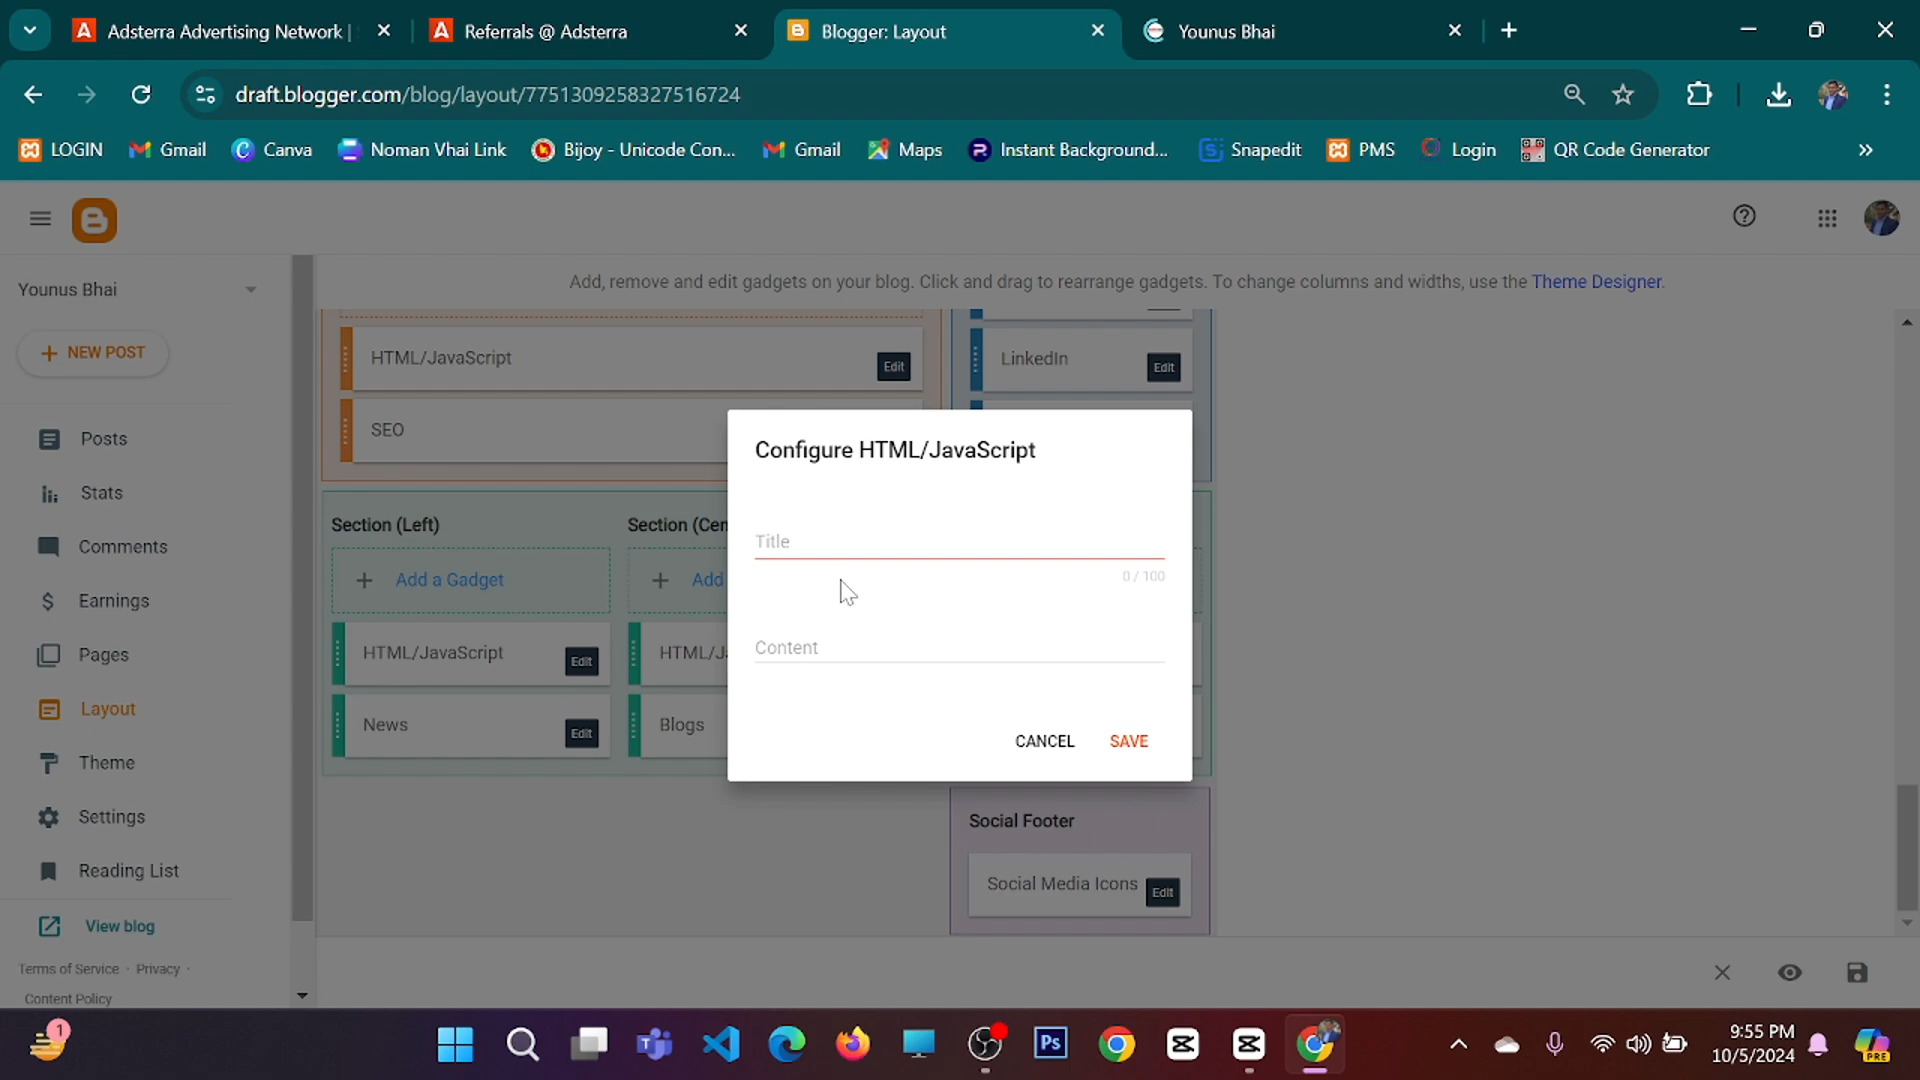 Adsterra Advertising Network |
Referrals @ Adsterra
Blogger: Layout
Younus Bhai
draft.blogger.com/blog/layout/7751309258327516724
LOGIN
Gmail
Canva
Noman Vhai Link
Bijoy - Unicode Con...
Gmail
Maps
Instant Background...
Snapedit
PMS
Login
QR Code Generator
Younus Bhai
Add, remove and edit gadgets on your blog. Click and drag to rearrange gadgets. To change columns and widths, use the Theme Designer.
NEW POST
Posts
Stats
Comments
Earnings
Pages
Layout
Theme
Settings
Reading List
View blog
Terms of Service · Privacy ·
Content Policy
HTML/JavaScript
Edit
SEO
LinkedIn
Edit
Section (Left)
Add a Gadget
HTML/JavaScript
Edit
News
Edit
Section (Cen
Add
HTML/J
Blogs
Configure HTML/JavaScript
Title
0 / 100
Content
CANCEL
SAVE
Social Footer
Social Media Icons
Edit
1
Ps
9:55 PM
10/5/2024
PRE